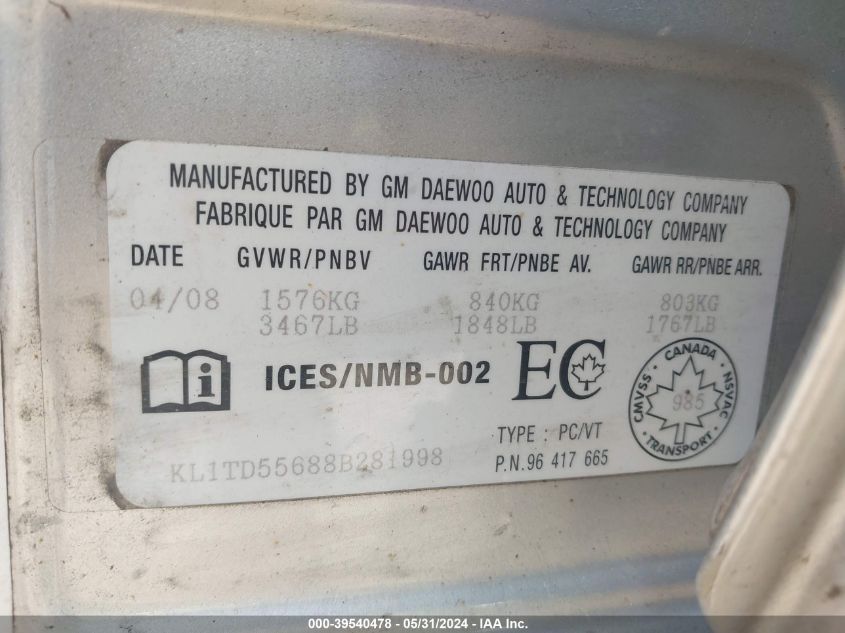 MANUFACTURED BY GM DAEWOO AUTO & TECHNOLOGY COMPANY
FABRIQUE PAR GM DAEWOO AUTO & TECHNOLOGY COMPANY
DATE GVWR/PNBV GAWR FRT/PNBE AV. GAWR RR/PNBE ARR.
04/08 1576KG 840KG 803KG
3467LB 1848LB 1767LB
i ICES/NMB-002 EC
CANADA
CMVSS 985 NSVAC
TRANSPORT
TYPE : PC/VT
KL1TD55688B281998 P.N.96 417 665
000-39540478 - 05/31/2024 - IAA Inc.